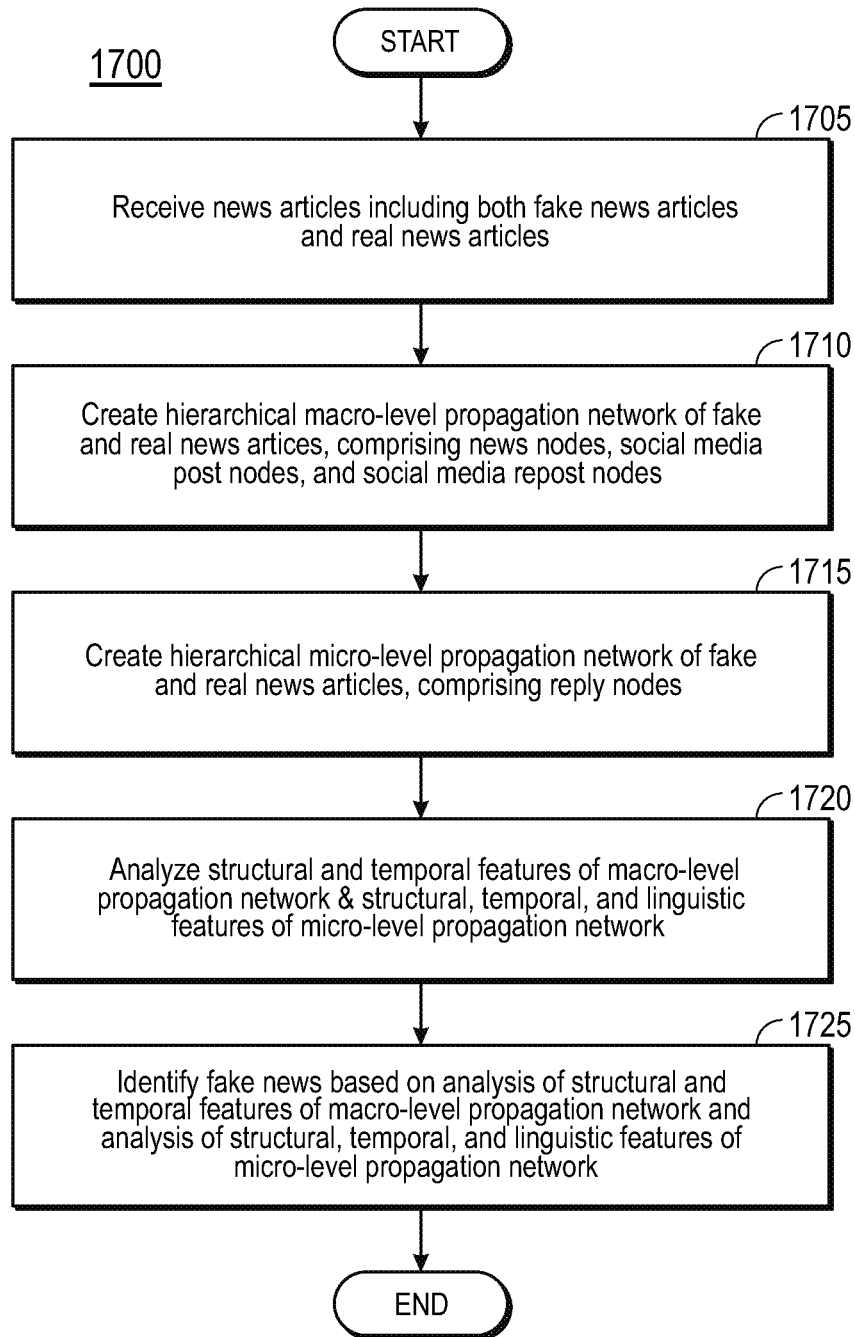 START
1700
1705
Receive news articles including both fake news articles
and real news articles
1710
Create hierarchical macro-level propagation network of fake
and real news artices, comprising news nodes, social media
post nodes, and social media repost nodes
1715
Create hierarchical micro-level propagation network of fake
and real news articles, comprising reply nodes
1720
Analyze structural and temporal features of macro-level
propagation network & structural, temporal, and linguistic
features of micro-level propagation network
1725
Identify fake news based on analysis of structural and
temporal features of macro-level propagation network and
analysis of structural, temporal, and linguistic features of
micro-level propagation network
END